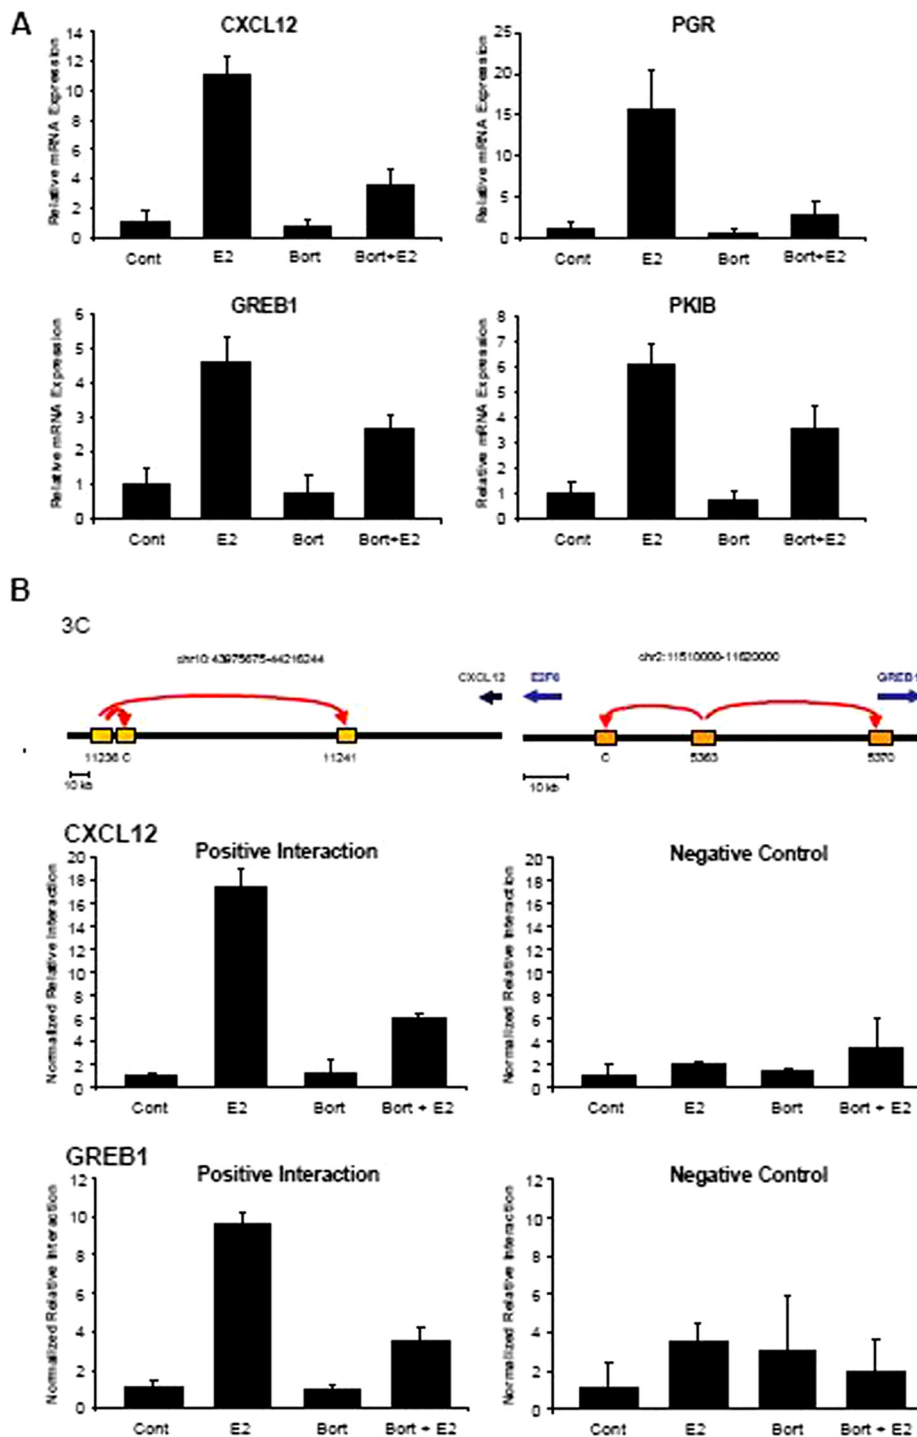 A
CXCL12
Relative mRNA Expression
14
12
10
8
6
4
2
0
Cont E2 Bort Bort+E2
PGR
Relative mRNA Expression
25
20
15
10
5
0
Cont E2 Bort Bort+E2
GREB1
Relative mRNA Expression
6
5
4
3
2
1
0
Cont E2 Bort Bort+E2
PKIB
Relative mRNA Expression
8
7
6
5
4
3
2
1
0
Cont E2 Bort Bort+E2
B
3C
chr10:43975675-44216244
CXCL12
11236 C 11241
10 kb
chr2:11510000-11620000
E2F6 GREB1
C 5363 5370
10 kb
CXCL12
Positive Interaction
Normalized Relative Interaction
20
18
16
14
12
10
8
6
4
2
0
Cont E2 Bort Bort + E2
Negative Control
Normalized Relative Interaction
20
18
16
14
12
10
8
6
4
2
0
Cont E2 Bort Bort + E2
GREB1
Positive Interaction
Normalized Relative Interaction
12
10
8
6
4
2
0
Cont E2 Bort Bort + E2
Negative Control
Normalized Relative Interaction
12
10
8
6
4
2
0
Cont E2 Bort Bort + E2